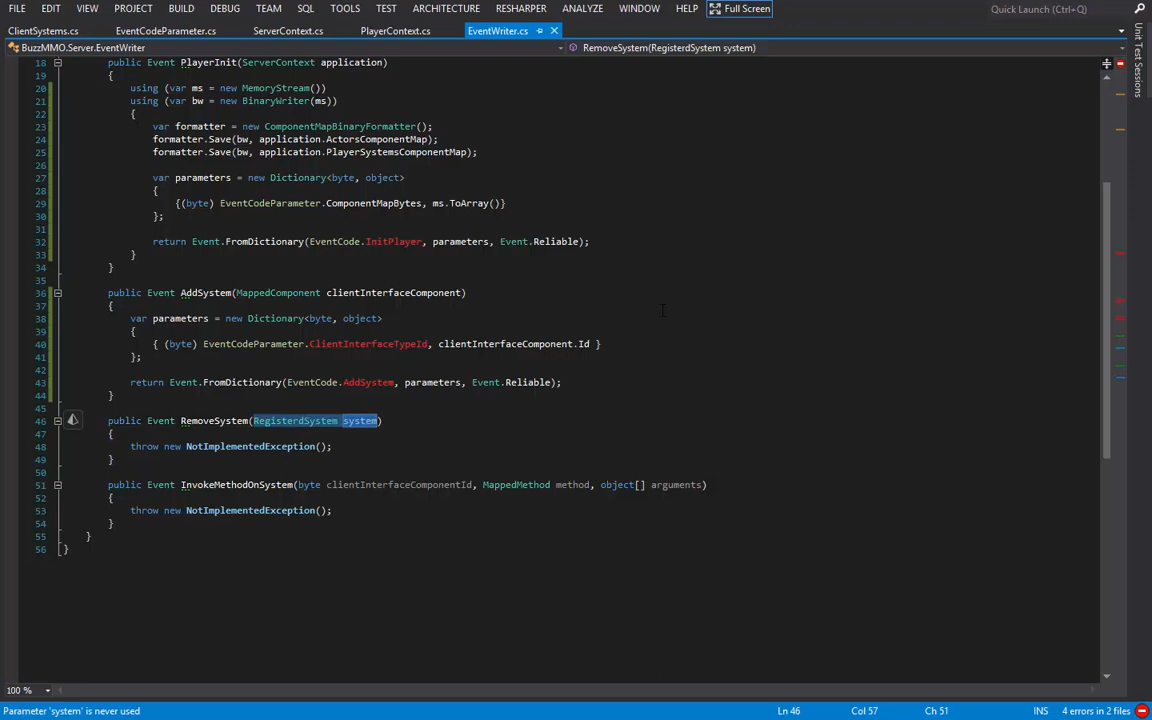 FILE EDIT VIEW PROJECT BUILD DEBUG TEAM SQL TOOLS TEST ARCHITECTURE RESHARPER ANALYZE WINDOW HELP Full Screen Quick Launch (Ctrl+Q)
ClientSystems.cs EventCodeParameter.cs ServerContext.cs PlayerContext.cs EventWriter.cs
BuzzMMO.Server.EventWriter RemoveSystem(RegisterdSystem system)
Unit Test Sessions
18 public Event PlayerInit(ServerContext application)
19 {
20 using (var ms = new MemoryStream())
21 using (var bw = new BinaryWriter(ms))
22 {
23 var formatter = new ComponentMapBinaryFormatter();
24 formatter.Save(bw, application.ActorsComponentMap);
25 formatter.Save(bw, application.PlayerSystemsComponentMap);
26
27 var parameters = new Dictionary<byte, object>
28 {
29 {(byte) EventCodeParameter.ComponentMapBytes, ms.ToArray()}
30 };
31
32 return Event.FromDictionary(EventCode.InitPlayer, parameters, Event.Reliable);
33 }
34 }
35
36 public Event AddSystem(MappedComponent clientInterfaceComponent)
37 {
38 var parameters = new Dictionary<byte, object>
39 {
40 { (byte) EventCodeParameter.ClientInterfaceTypeId, clientInterfaceComponent.Id }
41 };
42
43 return Event.FromDictionary(EventCode.AddSystem, parameters, Event.Reliable);
44 }
45
46 public Event RemoveSystem(RegisterdSystem system)
47 {
48 throw new NotImplementedException();
49 }
50
51 public Event InvokeMethodOnSystem(byte clientInterfaceComponentId, MappedMethod method, object[] arguments)
52 {
53 throw new NotImplementedException();
54 }
55 }
56 }
100 %
Parameter 'system' is never used Ln 46 Col 57 Ch 51 INS 4 errors in 2 files